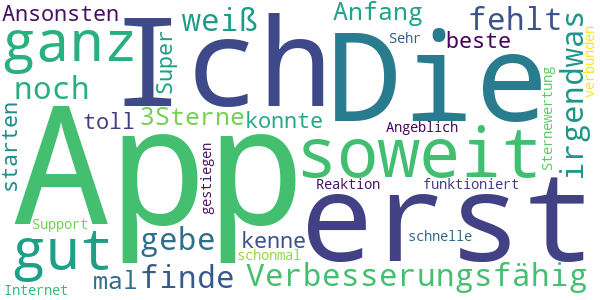 Ansonsten
ganz
weiß
Super
Ich
Die
Anfang
Sehr
beste
fehlt
irgendwas
verbunden
noch
starten
toll
3Sterne
konnte
Angeblich
soweit
Sternewertung
App
gestiegen
erst
Reaktion
funktioniert
Support
gut
gebe
kenne
schonmal
schnelle
mal
finde
Verbesserungsfähig
Internet